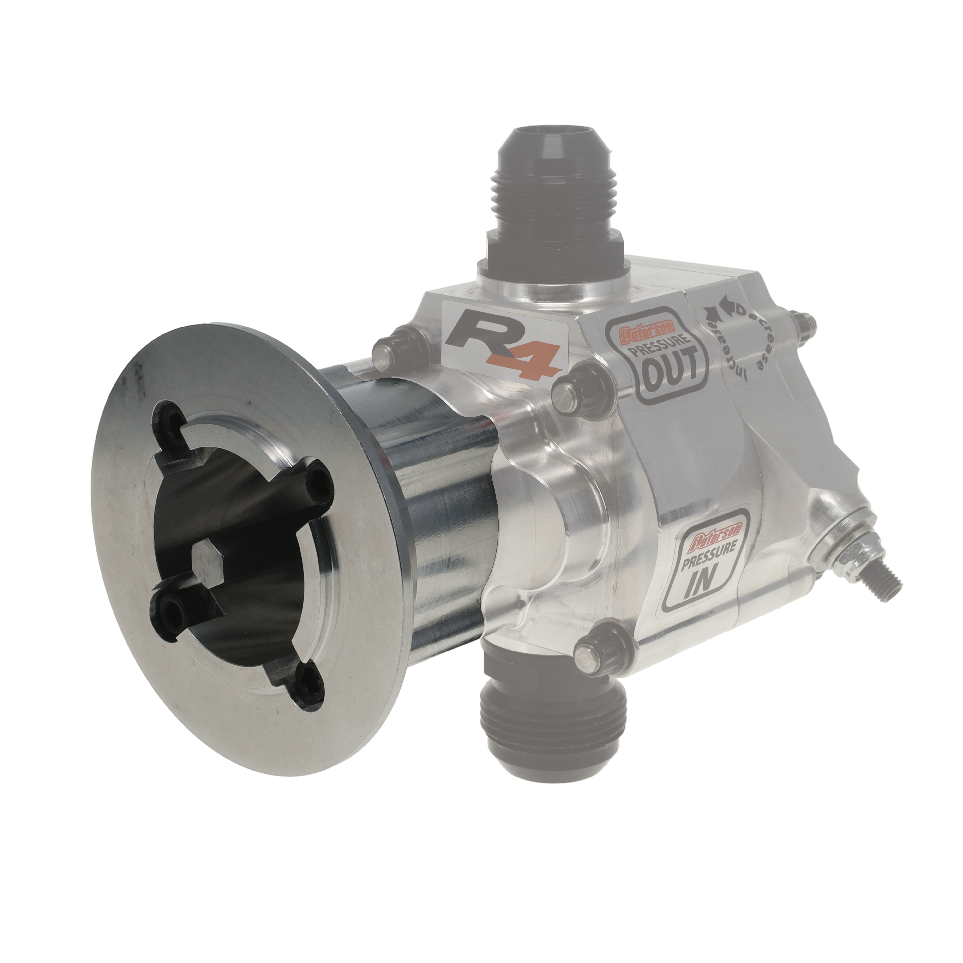 R4
Peterson
PRESSURE
OUT
Decrease
Increase
Peterson
PRESSURE
IN